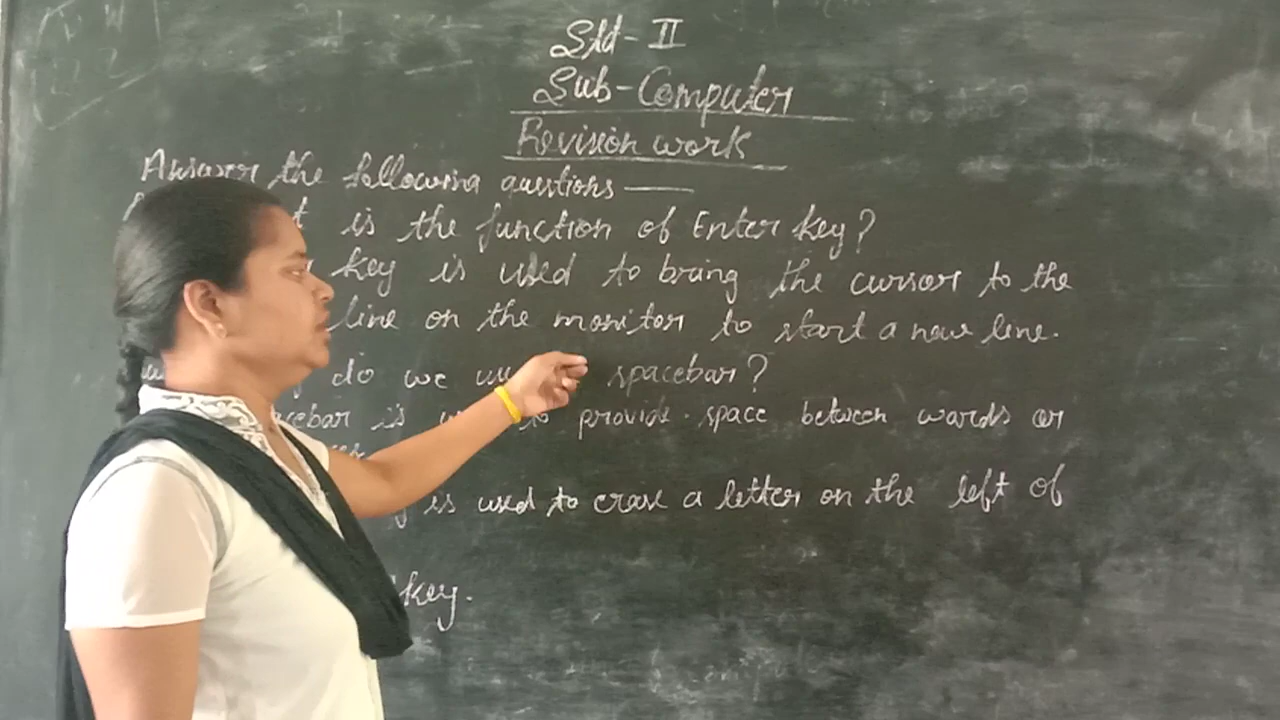 Std - II
Sub - Computer
Revision work
Answer the following questions —
is the function of Enter key?
key is used to bring the cursor to the
line on the monitor to start a new line.
do we spacebar?
is to provide space between words or
is used to erase a letter on the left of
key.